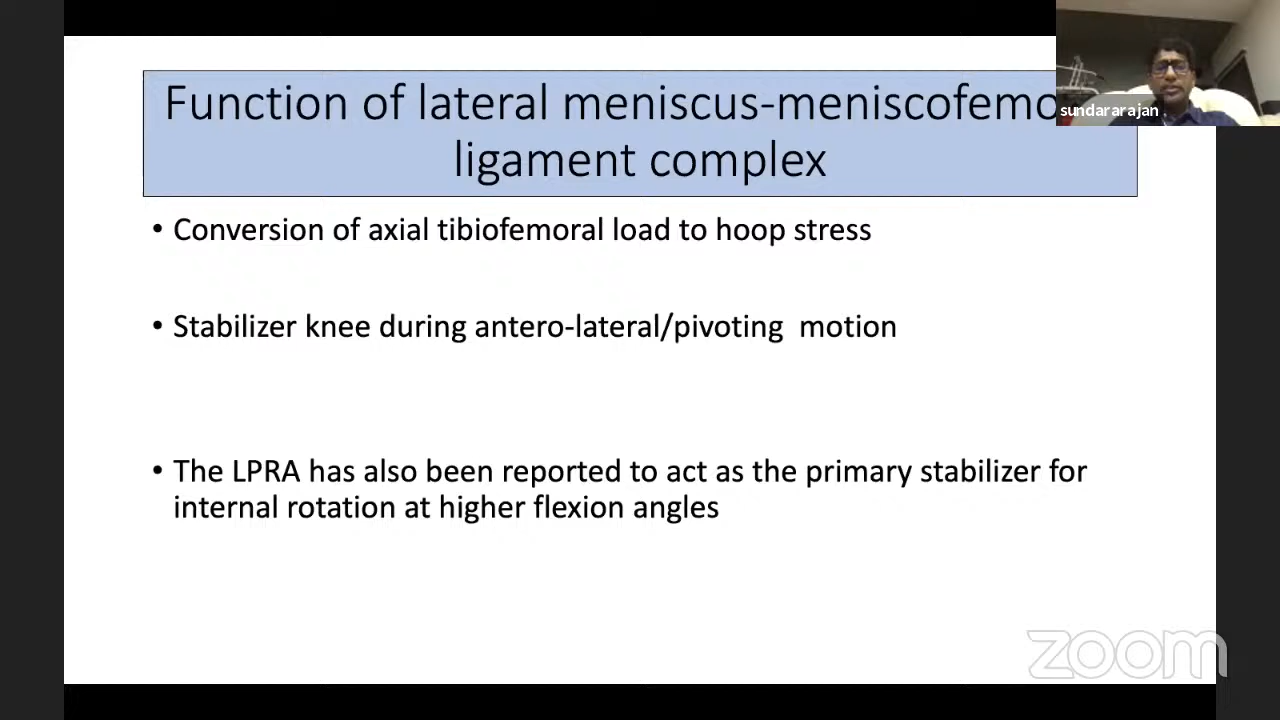 Function of lateral meniscus-meniscofemo
ligament complex
sundararajan
• Conversion of axial tibiofemoral load to hoop stress
• Stabilizer knee during antero-lateral/pivoting motion
• The LPRA has also been reported to act as the primary stabilizer for
internal rotation at higher flexion angles
zoom